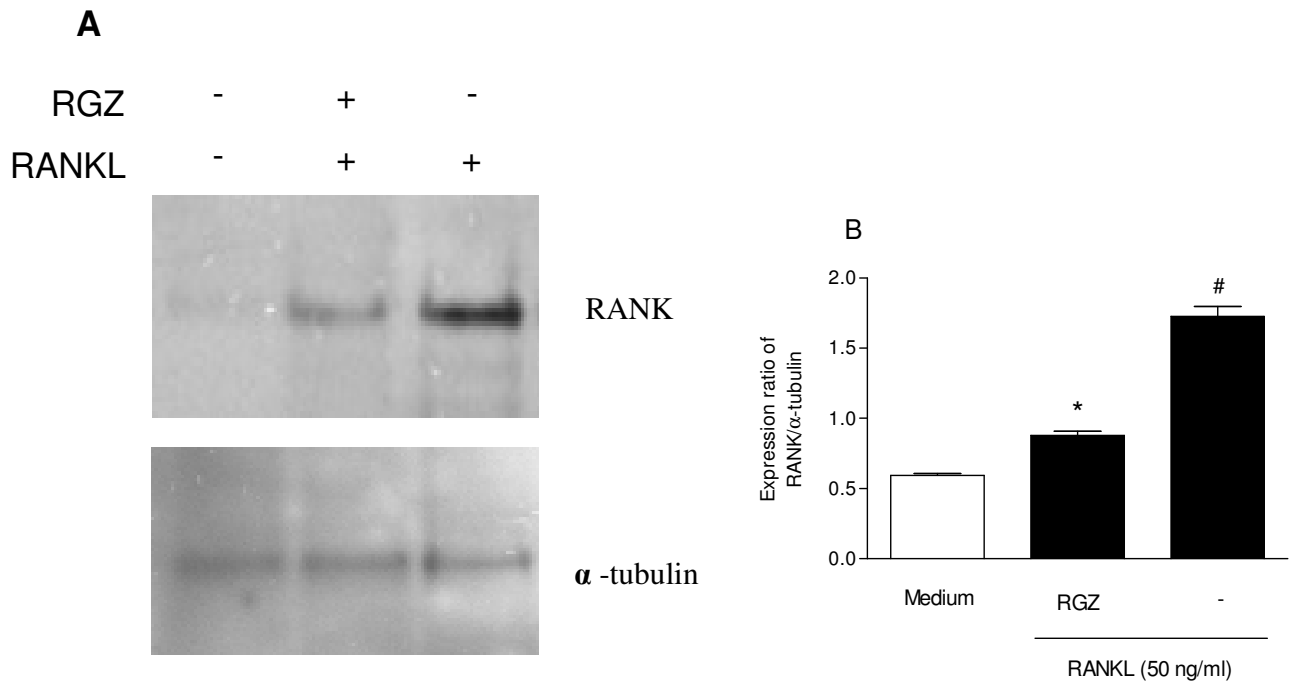 A
RGZ - + -
RANKL - + +
RANK
α -tubulin
B
Expression ratio of
RANK/α-tubulin
2.0
1.5
1.0
0.5
0.0
*
#
Medium RGZ -
RANKL (50 ng/ml)